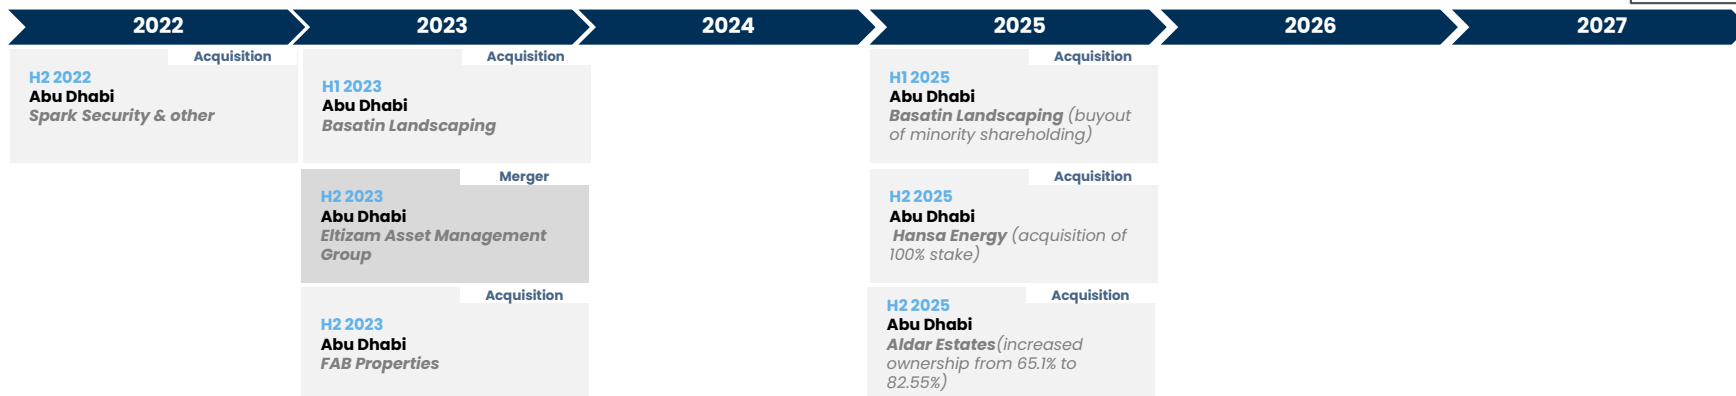 2022
2023
2024
2025
2026
2027
Acquisition
H2 2022
Abu Dhabi
Spark Security & other
Acquisition
H1 2023
Abu Dhabi
Basatin Landscaping
Merger
H2 2023
Abu Dhabi
Eltizam Asset Management
Group
Acquisition
H2 2023
Abu Dhabi
FAB Properties
Acquisition
H1 2025
Abu Dhabi
Basatin Landscaping (buyout
of minority shareholding)
Acquisition
H2 2025
Abu Dhabi
Hansa Energy (acquisition of
100% stake)
Acquisition
H2 2025
Abu Dhabi
Aldar Estates(increased
ownership from 65.1% to
82.55%)